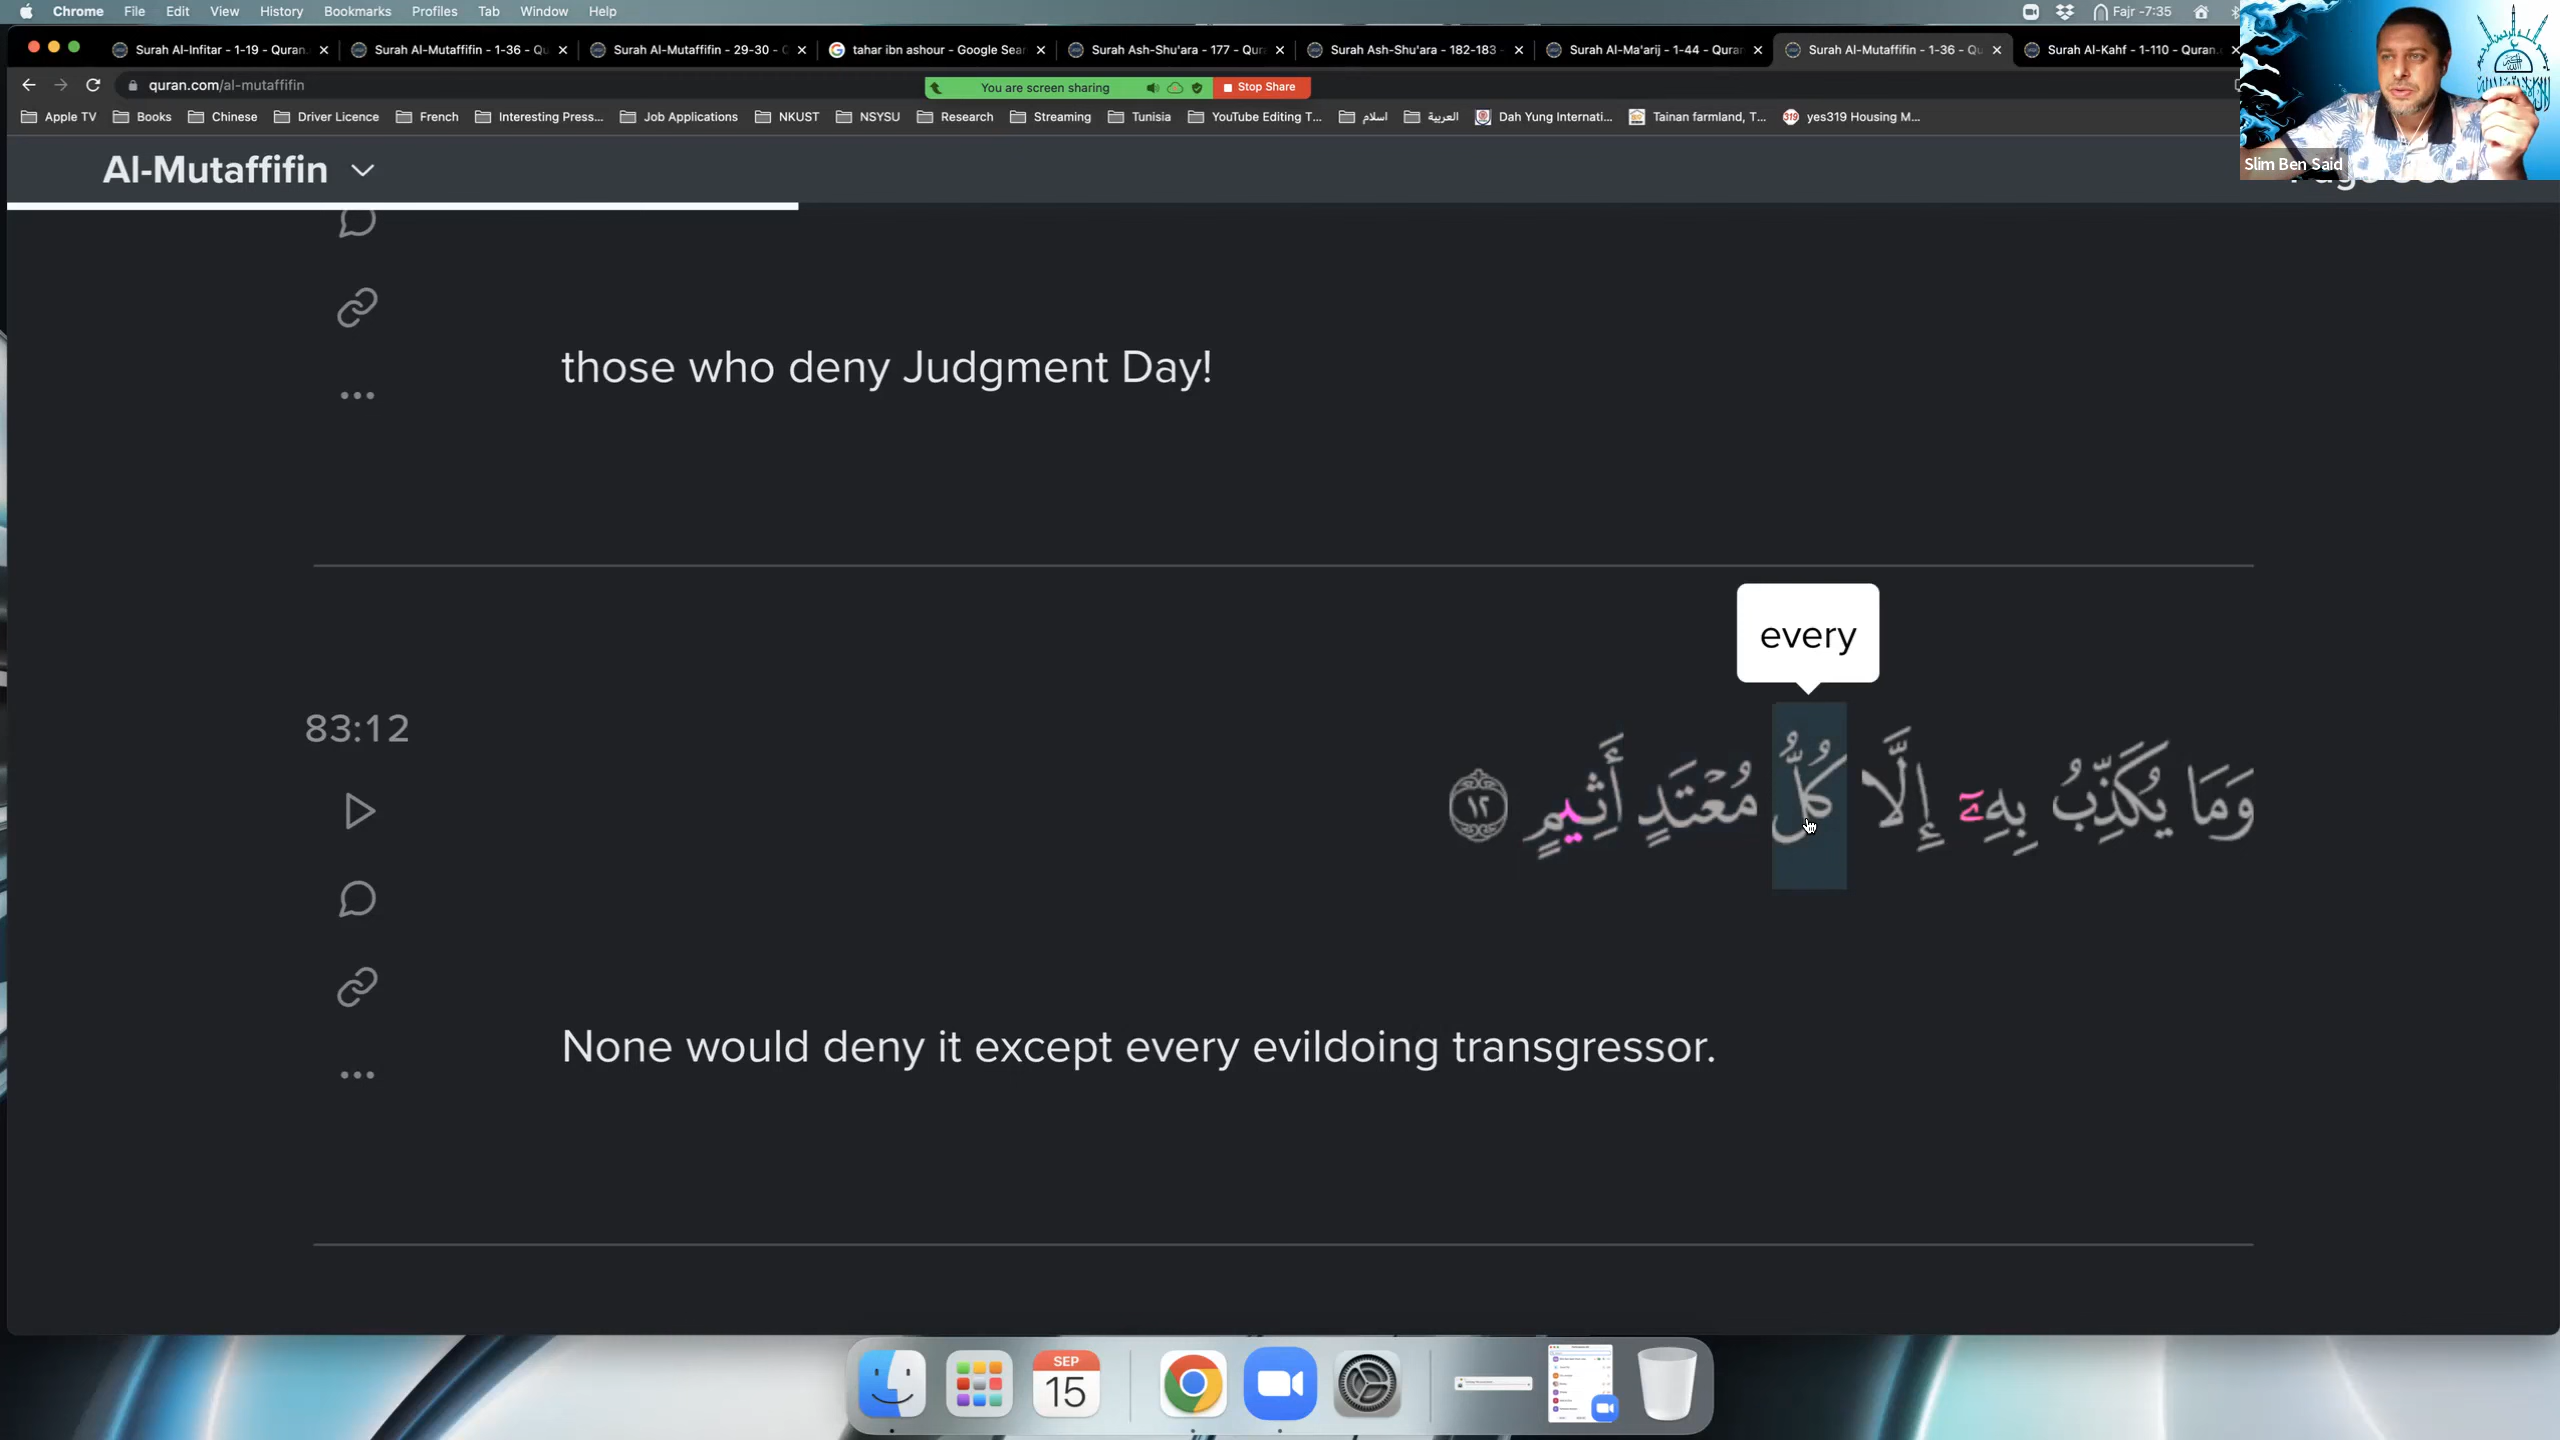 Chrome File Edit View History Bookmarks Profiles Tab Window Help
Fajr -7:35
Surah Al-Infitar - 1-19 - Quran.
Surah Al-Mutaffifin - 1-36 - Qu
Surah Al-Mutaffifin - 29-30 - Q
tahar ibn ashour - Google Sear
Surah Ash-Shu'ara - 177 - Qur
Surah Ash-Shu'ara - 182-183 -
Surah Al-Ma'arij - 1-44 - Quran
Surah Al-Mutaffifin - 1-36 - Qu
Surah Al-Kahf - 1-110 - Quran.
quran.com/al-mutaffifin
You are screen sharing
Stop Share
Apple TV Books Chinese Driver Licence French Interesting Press... Job Applications NKUST NSYSU Research Streaming Tunisia YouTube Editing T... اسلام العربية Dah Yung Internati... Tainan farmland, T... yes319 Housing M...
Slim Ben Said
Al-Mutaffifin
those who deny Judgment Day!
every
83:12
وَمَا يُكَذِّبُ بِهِۦٓ إِلَّا كُلُّ مُعْتَدٍ أَثِيمٍ ١٢
None would deny it except every evildoing transgressor.
SEP
15